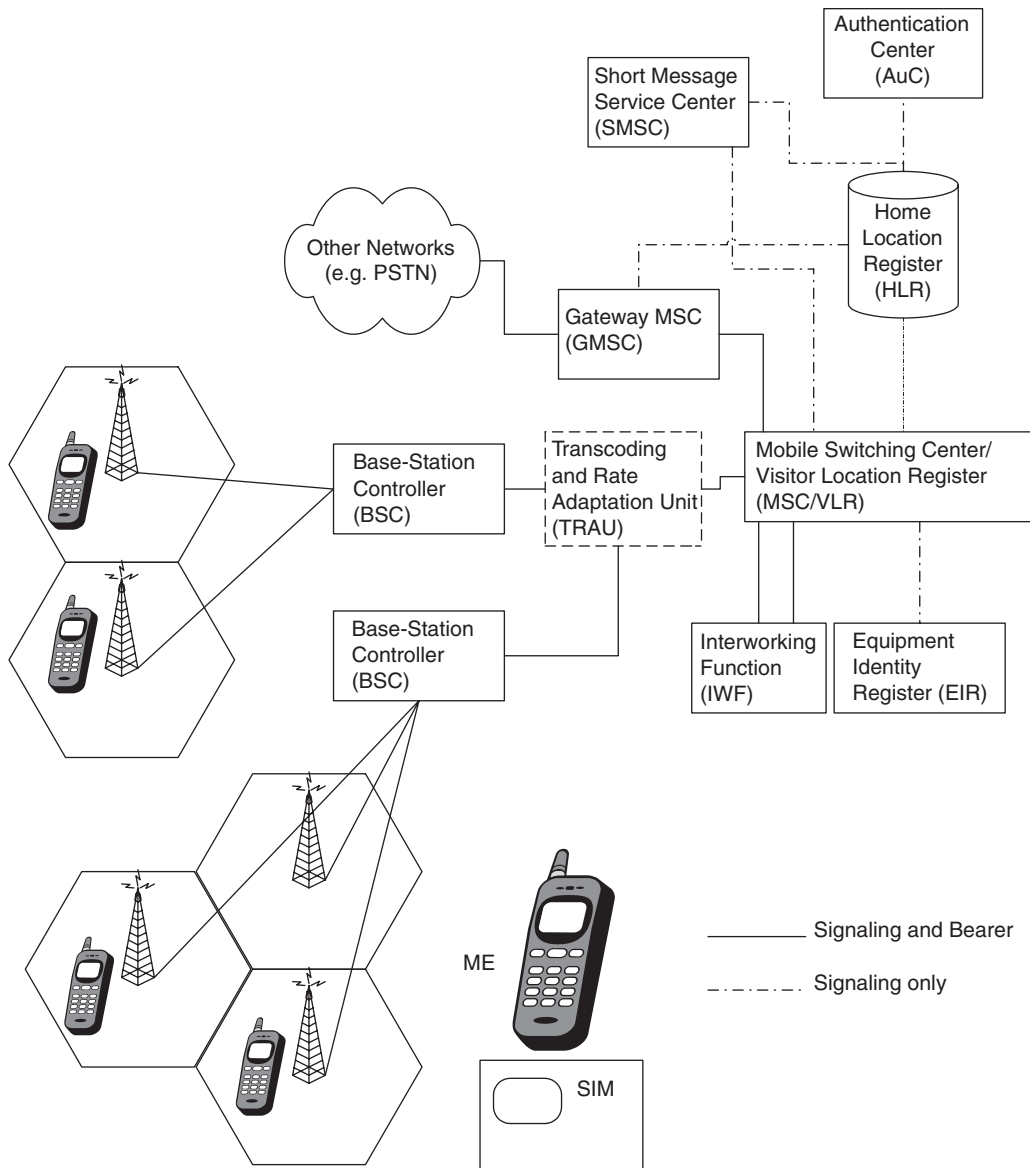 Authentication
Center
(AuC)
Short Message
Service Center
(SMSC)
Home
Location
Register
(HLR)
Other Networks
(e.g. PSTN)
Gateway MSC
(GMSC)
Base-Station
Controller
(BSC)
Transcoding
and Rate
Adaptation Unit
(TRAU)
Mobile Switching Center/
Visitor Location Register
(MSC/VLR)
Base-Station
Controller
(BSC)
Interworking
Function
(IWF)
Equipment
Identity
Register (EIR)
ME
Signaling and Bearer
Signaling only
SIM